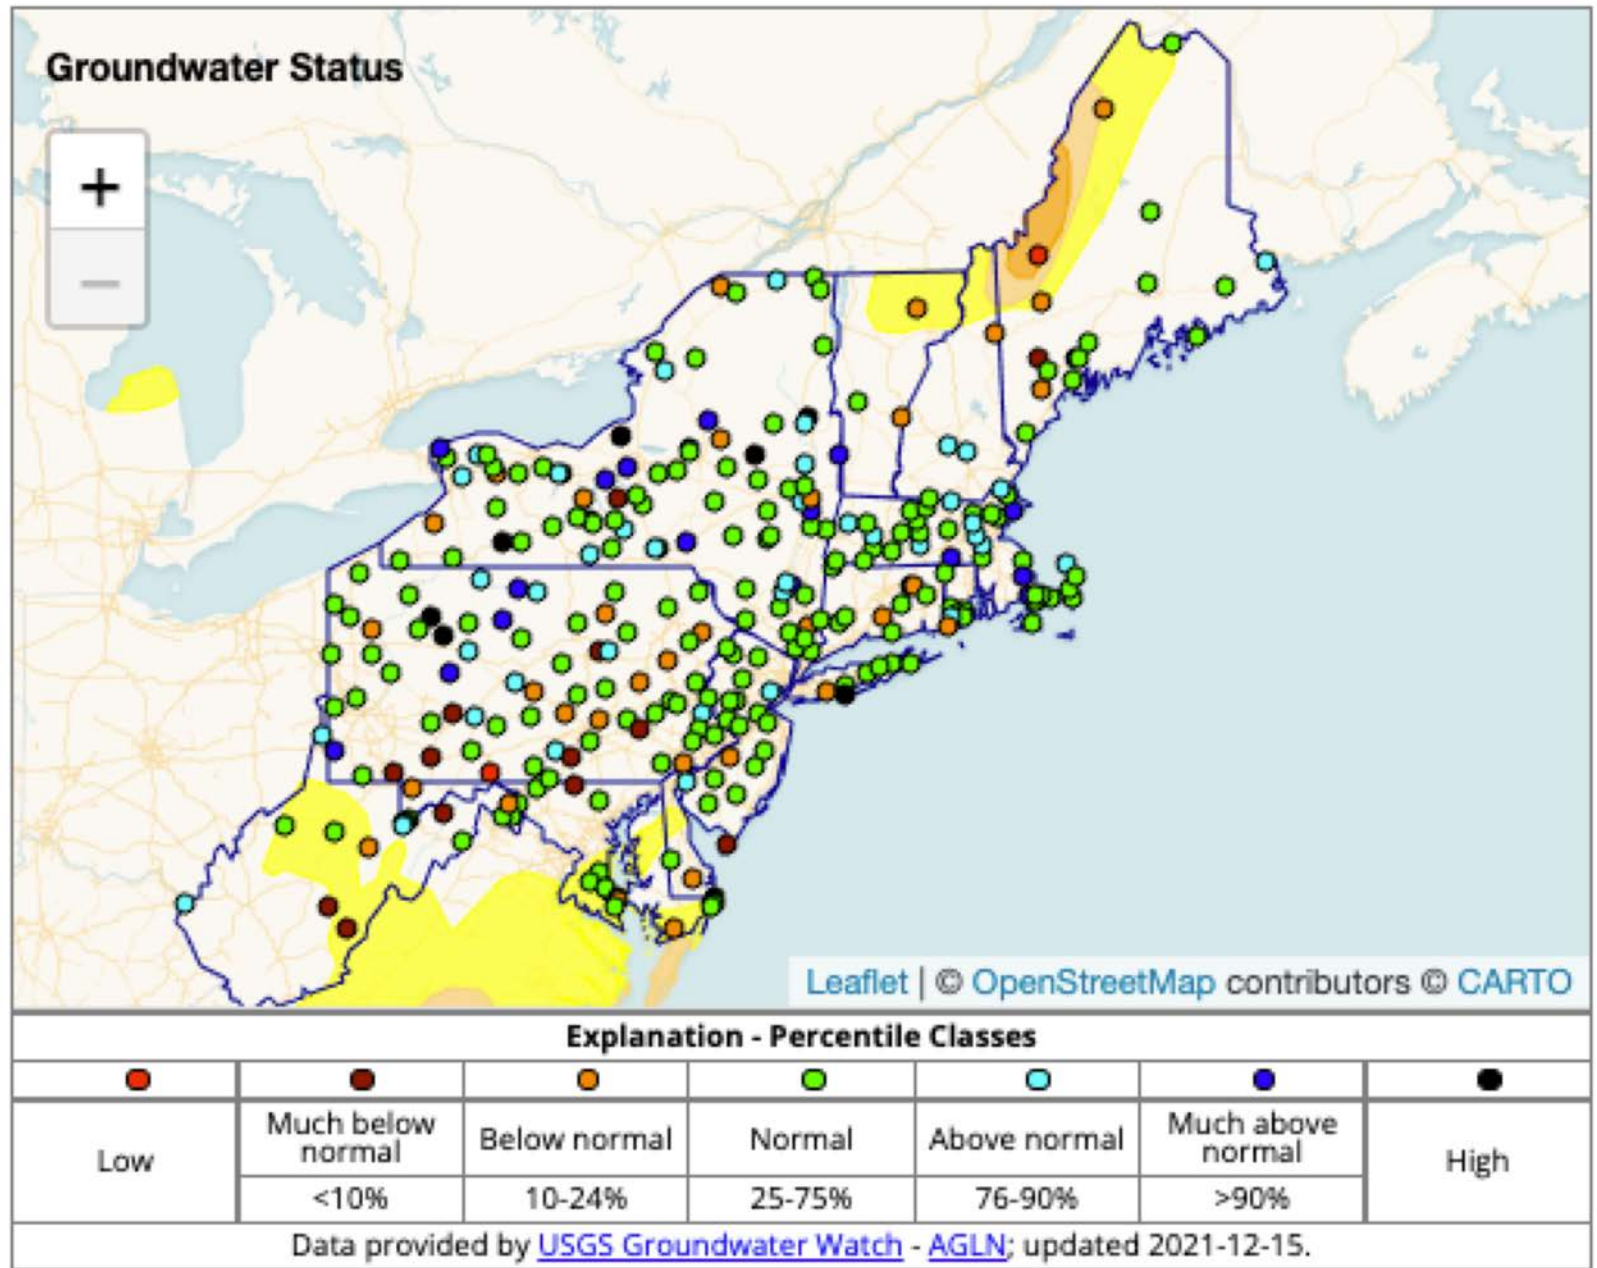 Groundwater Status
+
−
Leaflet | © OpenStreetMap contributors © CARTO
Explanation - Percentile Classes
Low
Much below normal
Below normal
Normal
Above normal
Much above normal
High
<10%
10-24%
25-75%
76-90%
>90%
Data provided by USGS Groundwater Watch - AGLN; updated 2021-12-15.